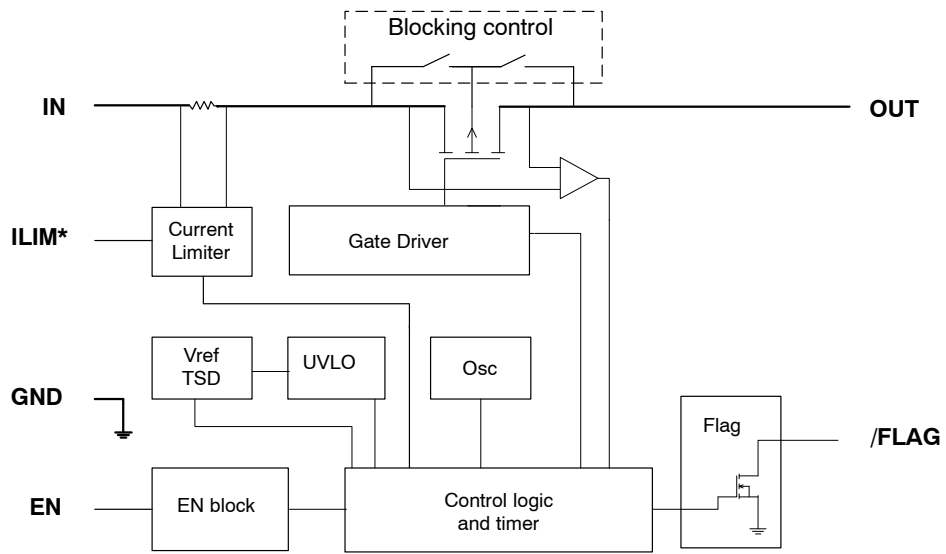 Blocking control
IN
OUT
ILIM*
Current
Limiter
Gate Driver
Vref
TSD
UVLO
Osc
GND
Flag
/FLAG
EN
EN block
Control logic
and timer